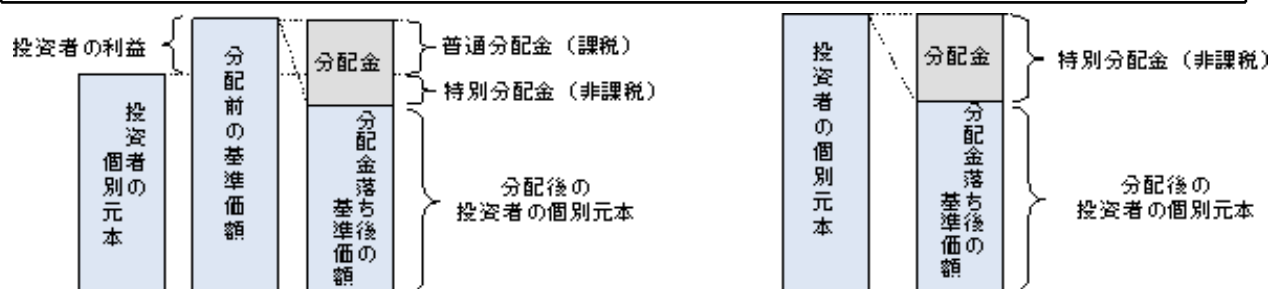 投資者の利益
投資者の
個別元本
分配前の基準価額
分配金
普通分配金（課税）
特別分配金（非課税）
分配金落ち後の
基準価額
分配後の
投資者の個別元本
投資者の個別元本
分配金
特別分配金（非課税）
分配金落ち後の
基準価額
分配後の
投資者の個別元本